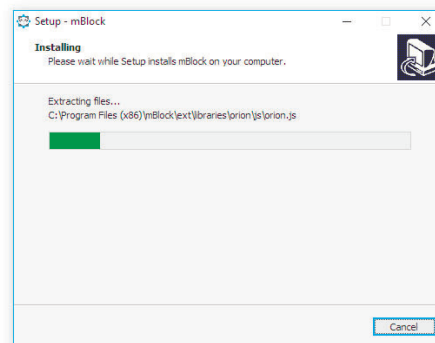 Setup - mBlock
Installing
Please wait while Setup installs mBlock on your computer.
Extracting files...
C:\Program Files (x86)\mBlock\ext\libraries\orion\js\orion.js
Cancel